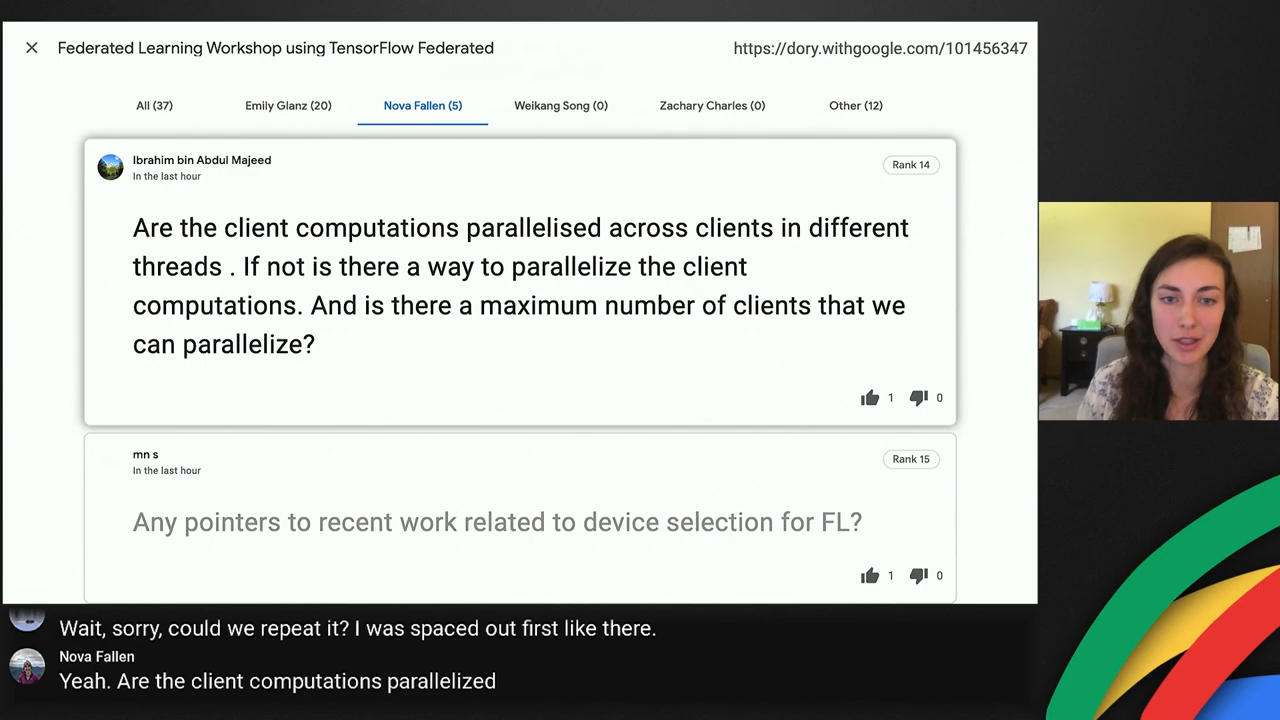 Federated Learning Workshop using TensorFlow Federated
https://dory.withgoogle.com/101456347
All (37)
Emily Glanz (20)
Nova Fallen (5)
Weikang Song (0)
Zachary Charles (0)
Other (12)
Ibrahim bin Abdul Majeed
In the last hour
Rank 14
Are the client computations parallelised across clients in different
threads . If not is there a way to parallelize the client
computations. And is there a maximum number of clients that we
can parallelize?
1
0
mn s
In the last hour
Rank 15
Any pointers to recent work related to device selection for FL?
1
0
Wait, sorry, could we repeat it? I was spaced out first like there.
Nova Fallen
Yeah. Are the client computations parallelized